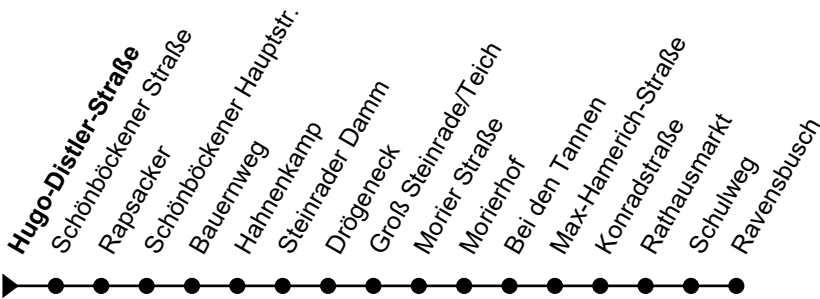 Hugo-Distler-Straße
Schönböckener Straße
Rapsacker
Schönböckener Hauptstr.
Bauernweg
Hahnenkamp
Steinrader Damm
Drögeneck
Groß Steinrade/Teich
Morier Straße
Morierhof
Bei den Tannen
Max-Hamerich-Straße
Konradstraße
Rathausmarkt
Schulweg
Ravensbusch